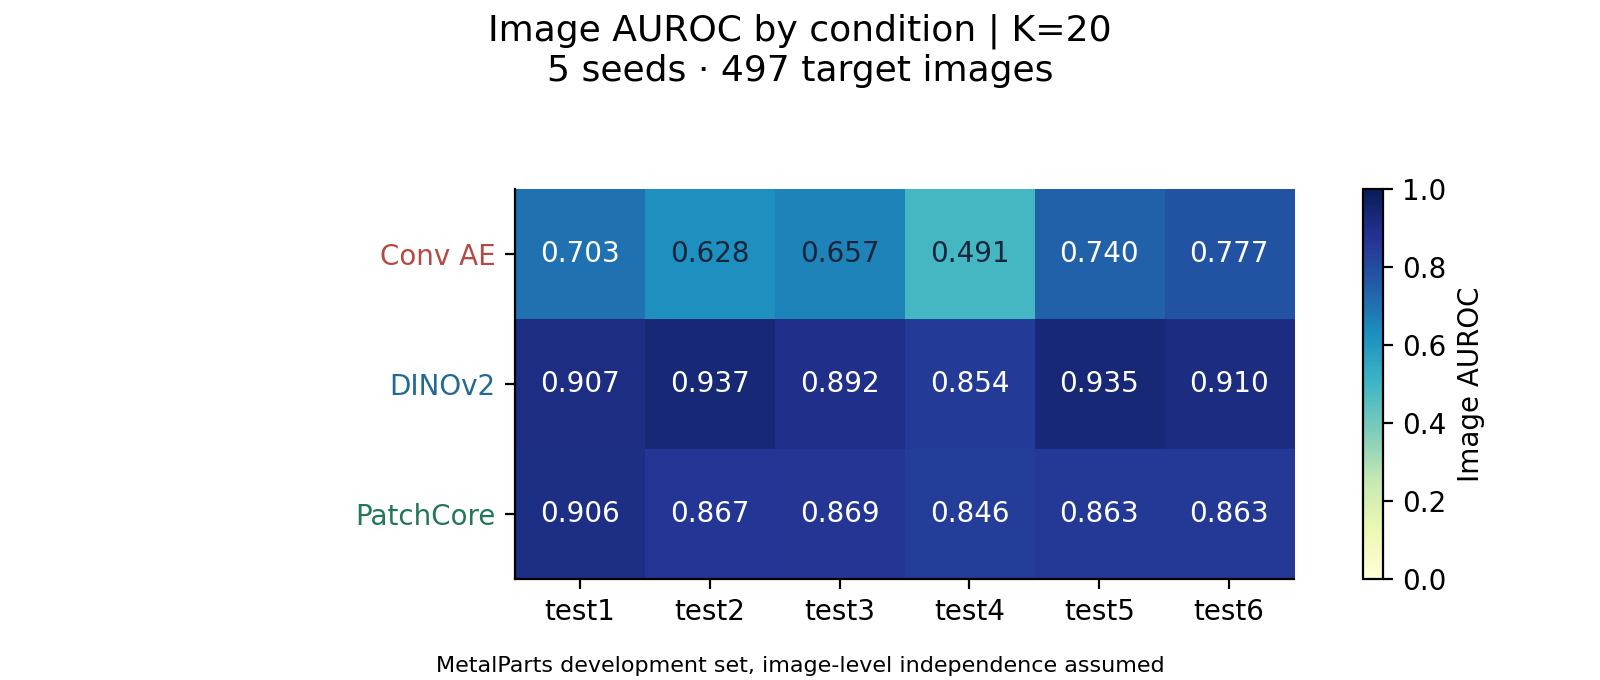 Image AUROC by condition | K=20
5 seeds · 497 target images
Conv AE 0.703 0.628 0.657 0.491 0.740 0.777
DINOv2 0.907 0.937 0.892 0.854 0.935 0.910
PatchCore 0.906 0.867 0.869 0.846 0.863 0.863
test1 test2 test3 test4 test5 test6
1.0
0.8
0.6
0.4
0.2
0.0
Image AUROC
MetalParts development set, image-level independence assumed